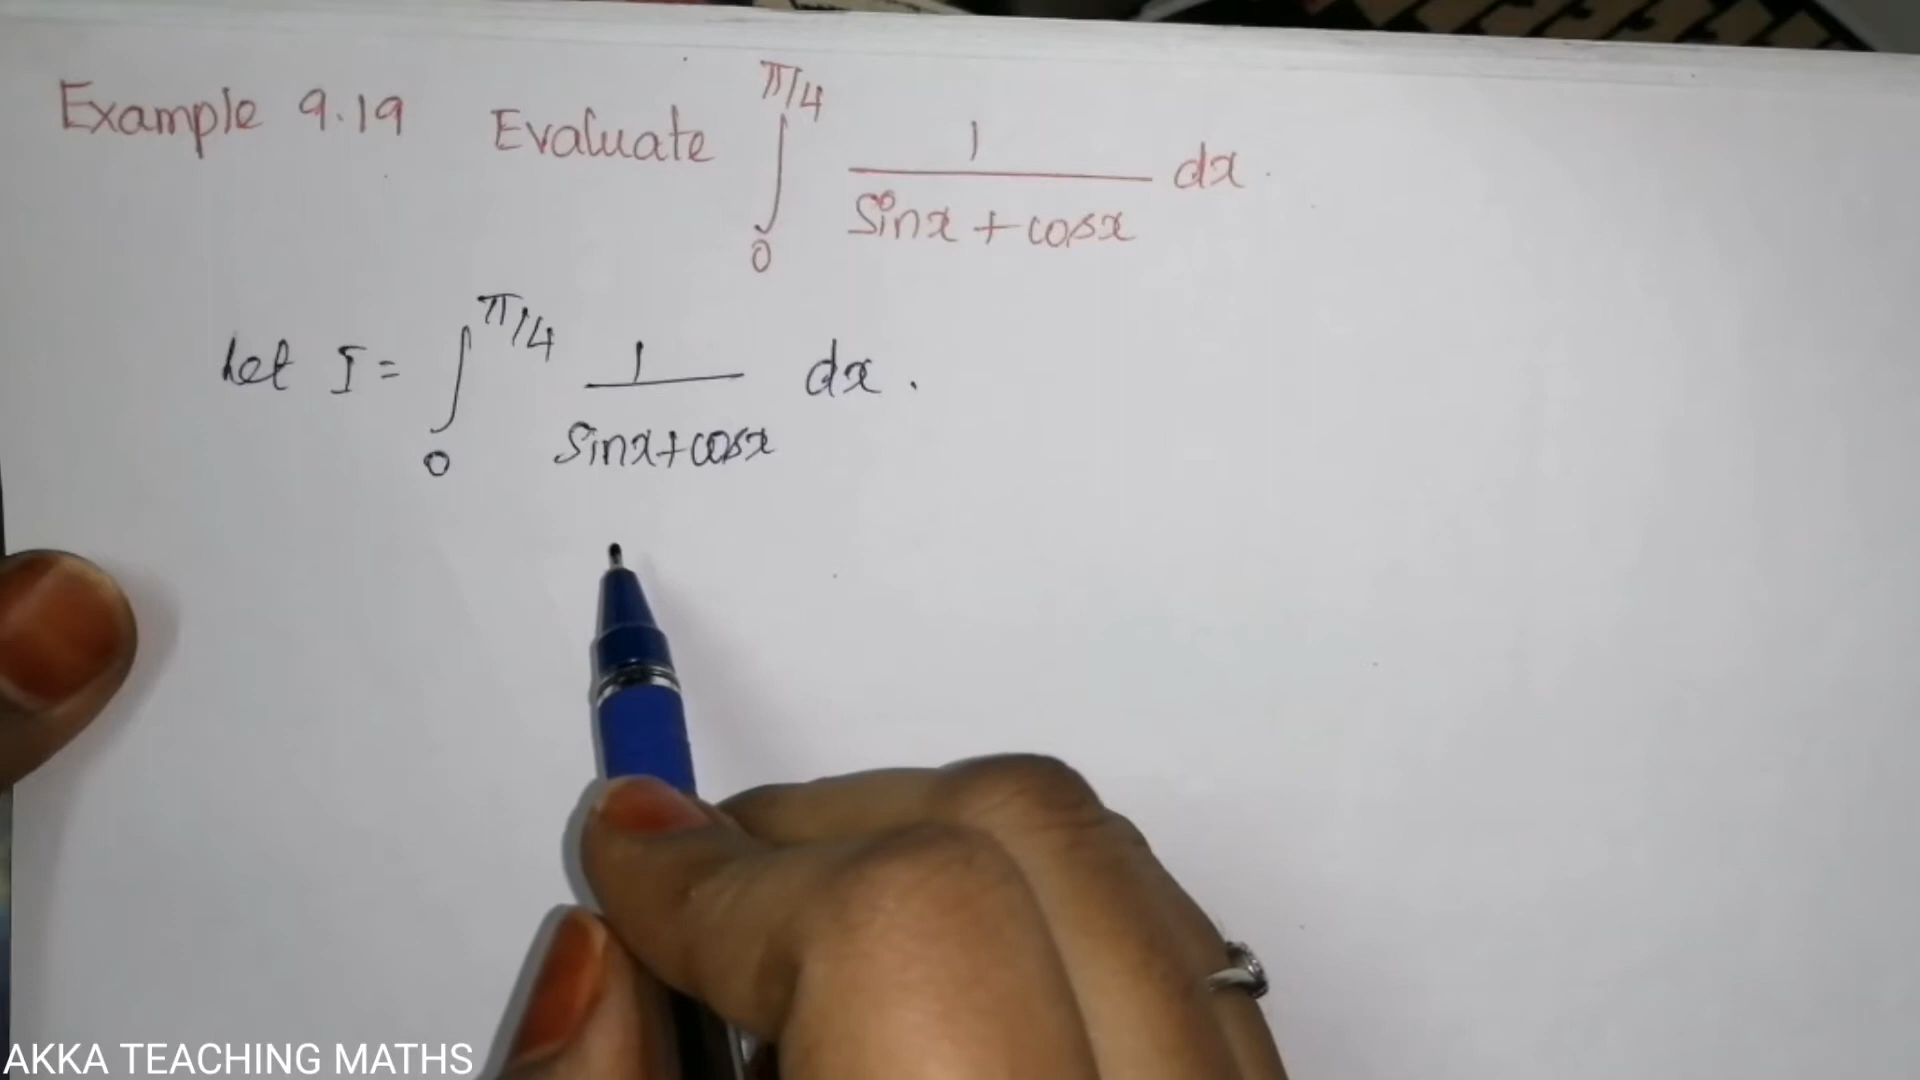 Example 9.19 Evaluate ∫₀^{π/4} 1/(sinx + cosx) dx.
let I = ∫₀^{π/4} 1/(sinx+cosx) dx.
AKKA TEACHING MATHS